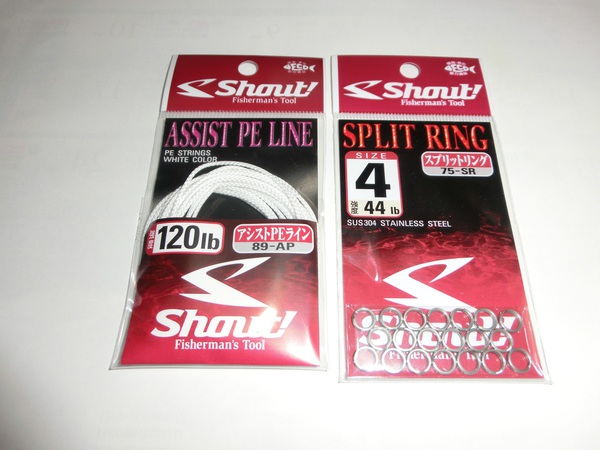 Shout!
Fisherman's Tool
ASSIST PE LINE
PE STRINGS
WHITE COLOR
120lb
アシストPEライン
89-AP
Shout!
Fisherman's Tool
Shout!
Fisherman's Tool
SPLIT RING
SIZE
4
強度 44 lb
スプリットリング
75-SR
SUS304 STAINLESS STEEL